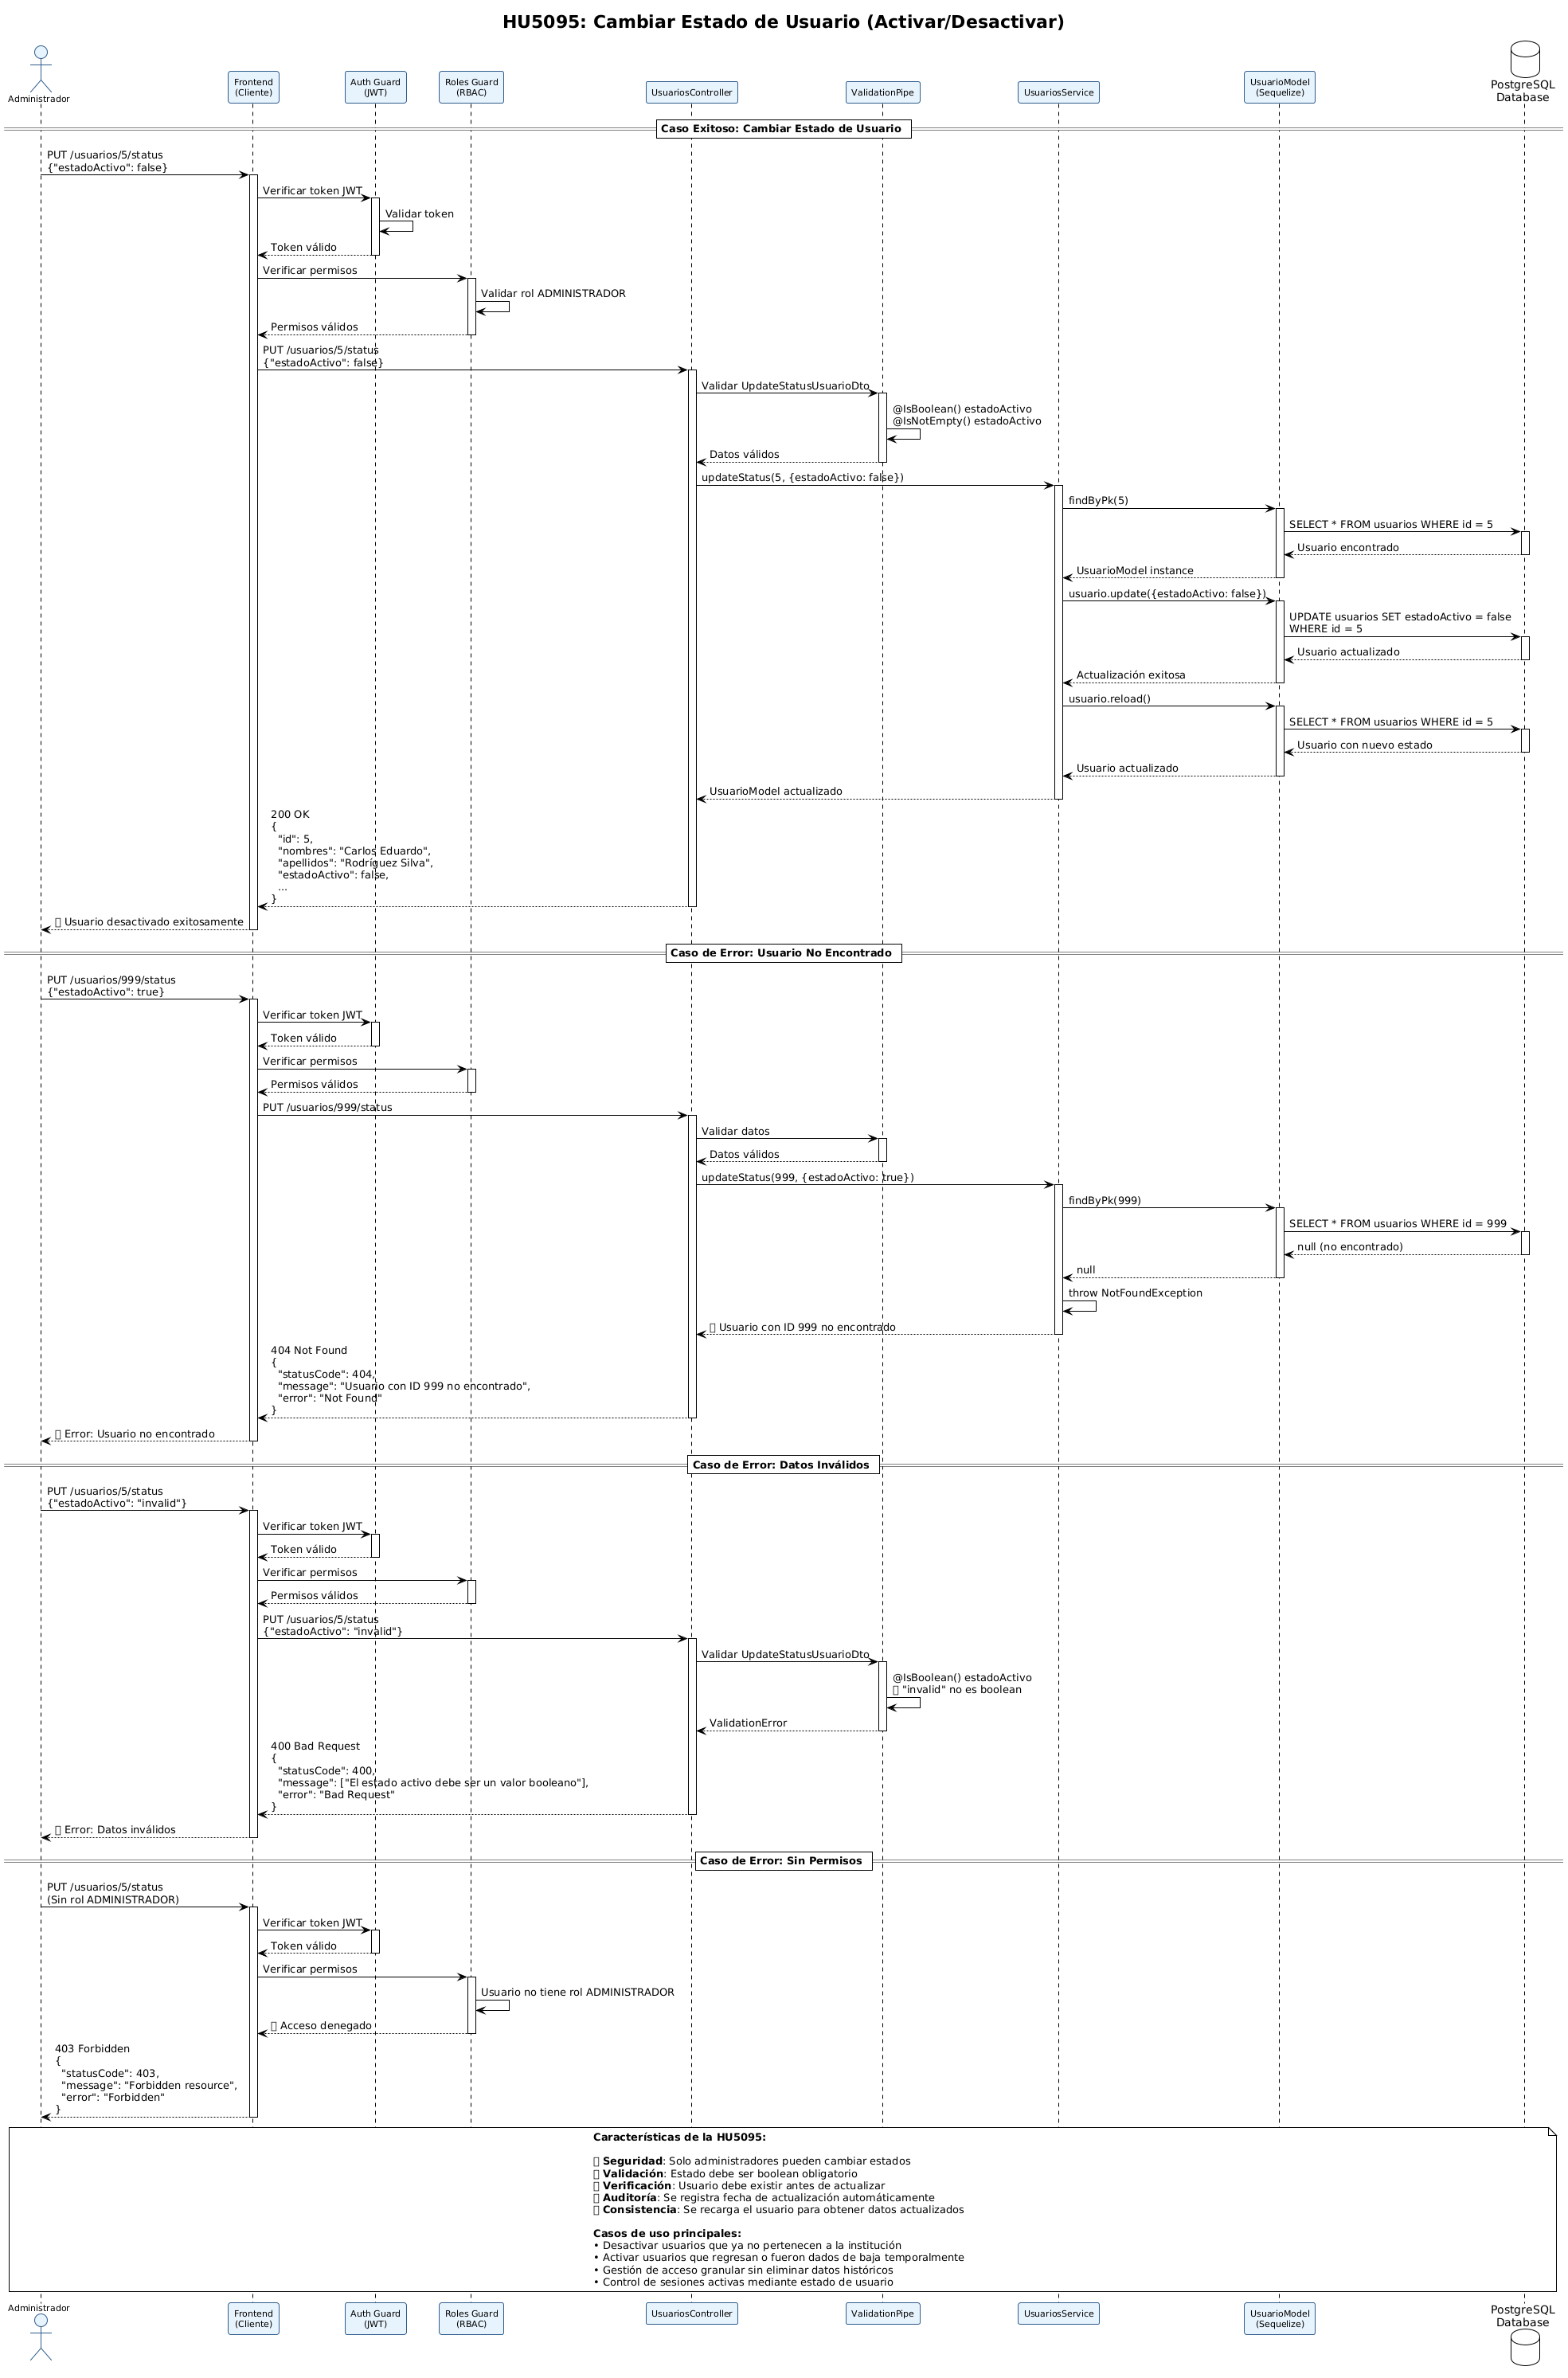 HU5095: Cambiar Estado de Usuario (Activar/Desactivar)
Administrador
Frontend
(Cliente)
Auth Guard
(JWT)
Roles Guard
(RBAC)
UsuariosController
ValidationPipe
UsuariosService
UsuarioModel
(Sequelize)
PostgreSQL
Database
Caso Exitoso: Cambiar Estado de Usuario
PUT /usuarios/5/status
{"estadoActivo": false}
Verificar token JWT
Validar token
Token válido
Verificar permisos
Validar rol ADMINISTRADOR
Permisos válidos
PUT /usuarios/5/status
{"estadoActivo": false}
Validar UpdateStatusUsuarioDto
@IsBoolean() estadoActivo
@IsNotEmpty() estadoActivo
Datos válidos
updateStatus(5, {estadoActivo: false})
findByPk(5)
SELECT * FROM usuarios WHERE id = 5
Usuario encontrado
UsuarioModel instance
usuario.update({estadoActivo: false})
UPDATE usuarios SET estadoActivo = false
WHERE id = 5
Usuario actualizado
Actualización exitosa
usuario.reload()
SELECT * FROM usuarios WHERE id = 5
Usuario con nuevo estado
Usuario actualizado
UsuarioModel actualizado
200 OK
{
"id": 5,
"nombres": "Carlos Eduardo",
"apellidos": "Rodríguez Silva",
"estadoActivo": false,
...
}
Usuario desactivado exitosamente
Caso de Error: Usuario No Encontrado
PUT /usuarios/999/status
{"estadoActivo": true}
Verificar token JWT
Token válido
Verificar permisos
Permisos válidos
PUT /usuarios/999/status
Validar datos
Datos válidos
updateStatus(999, {estadoActivo: true})
findByPk(999)
SELECT * FROM usuarios WHERE id = 999
null (no encontrado)
null
throw NotFoundException
Usuario con ID 999 no encontrado
404 Not Found
{
"statusCode": 404,
"message": "Usuario con ID 999 no encontrado",
"error": "Not Found"
}
Error: Usuario no encontrado
Caso de Error: Datos Inválidos
PUT /usuarios/5/status
{"estadoActivo": "invalid"}
Verificar token JWT
Token válido
Verificar permisos
Permisos válidos
PUT /usuarios/5/status
{"estadoActivo": "invalid"}
Validar UpdateStatusUsuarioDto
@IsBoolean() estadoActivo
"invalid" no es boolean
ValidationError
400 Bad Request
{
"statusCode": 400,
"message": ["El estado activo debe ser un valor booleano"],
"error": "Bad Request"
}
Error: Datos inválidos
Caso de Error: Sin Permisos
PUT /usuarios/5/status
(Sin rol ADMINISTRADOR)
Verificar token JWT
Token válido
Verificar permisos
Usuario no tiene rol ADMINISTRADOR
Acceso denegado
403 Forbidden
{
"statusCode": 403,
"message": "Forbidden resource",
"error": "Forbidden"
}
Características de la HU5095:
Seguridad: Solo administradores pueden cambiar estados
Validación: Estado debe ser boolean obligatorio
Verificación: Usuario debe existir antes de actualizar
Auditoría: Se registra fecha de actualización automáticamente
Consistencia: Se recarga el usuario para obtener datos actualizados
Casos de uso principales:
• Desactivar usuarios que ya no pertenecen a la institución
• Activar usuarios que regresan o fueron dados de baja temporalmente
• Gestión de acceso granular sin eliminar datos históricos
• Control de sesiones activas mediante estado de usuario
Administrador
Frontend
(Cliente)
Auth Guard
(JWT)
Roles Guard
(RBAC)
UsuariosController
ValidationPipe
UsuariosService
UsuarioModel
(Sequelize)
PostgreSQL
Database